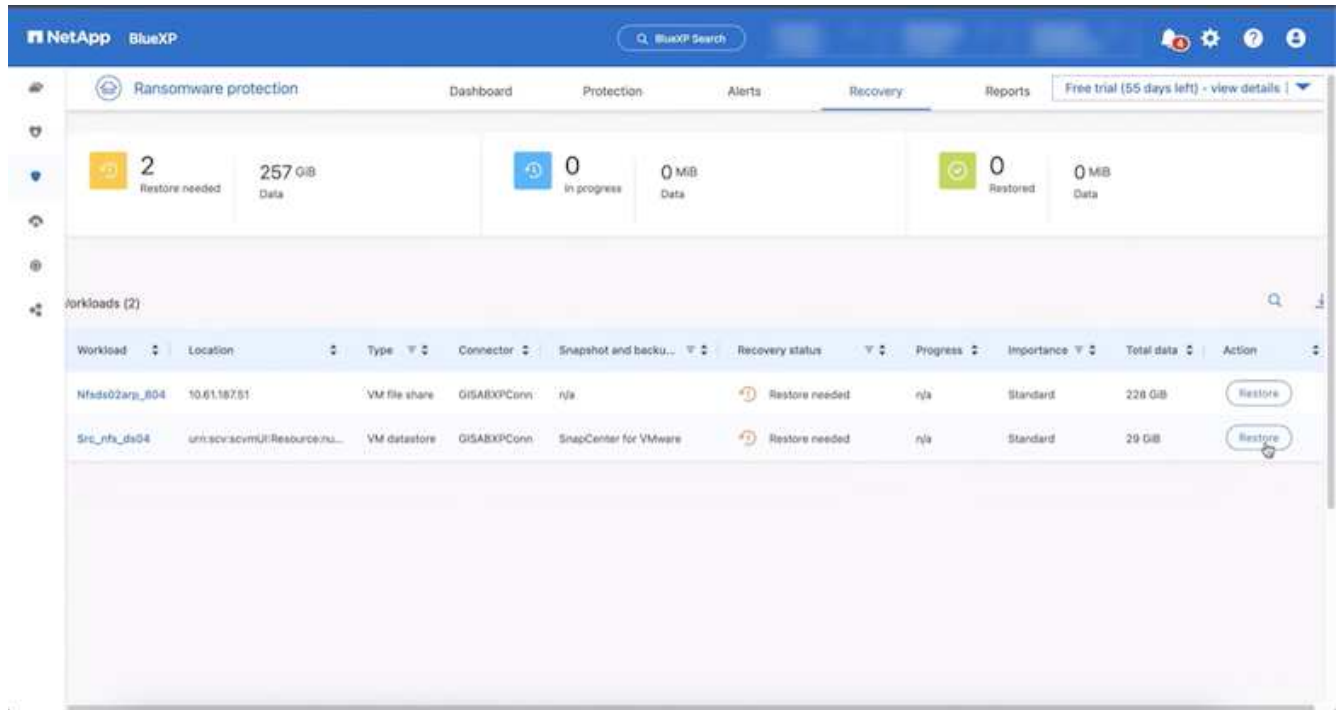 NetApp BlueXP BlueXP Search 4
Ransomware protection Dashboard Protection Alerts Recovery Reports Free trial (55 days left) - view details |
2 257 GiB 0 0 MiB 0 0 MiB
Restore needed Data In progress Data Restored Data
Workloads (2)
Workload Location Type Connector Snapshot and backu... Recovery status Progress Importance Total data Action
Nfsds02arp_804 10.61.187.51 VM file share GISABXPConn n/a Restore needed n/a Standard 228 GiB Restore
Src_nfs_ds04 urn:scv:scvmUI:Resource:nu... VM datastore GISABXPConn SnapCenter for VMware Restore needed n/a Standard 29 GiB Restore